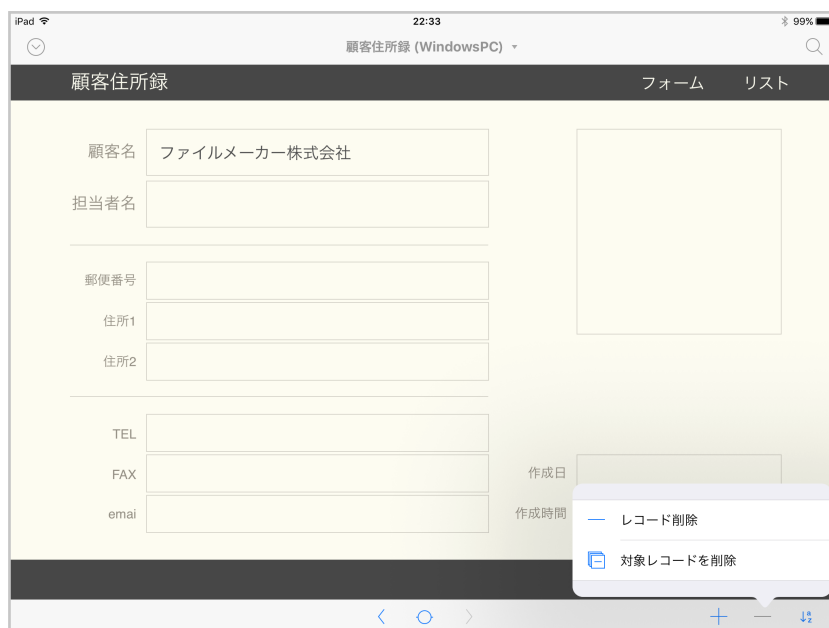 iPad 22:33 99%
顧客住所録 (WindowsPC)
顧客住所録 フォーム リスト
顧客名 ファイルメーカー株式会社
担当者名
郵便番号
住所1
住所2
TEL
FAX 作成日
emai 作成時間
レコード削除
対象レコードを削除
a
z